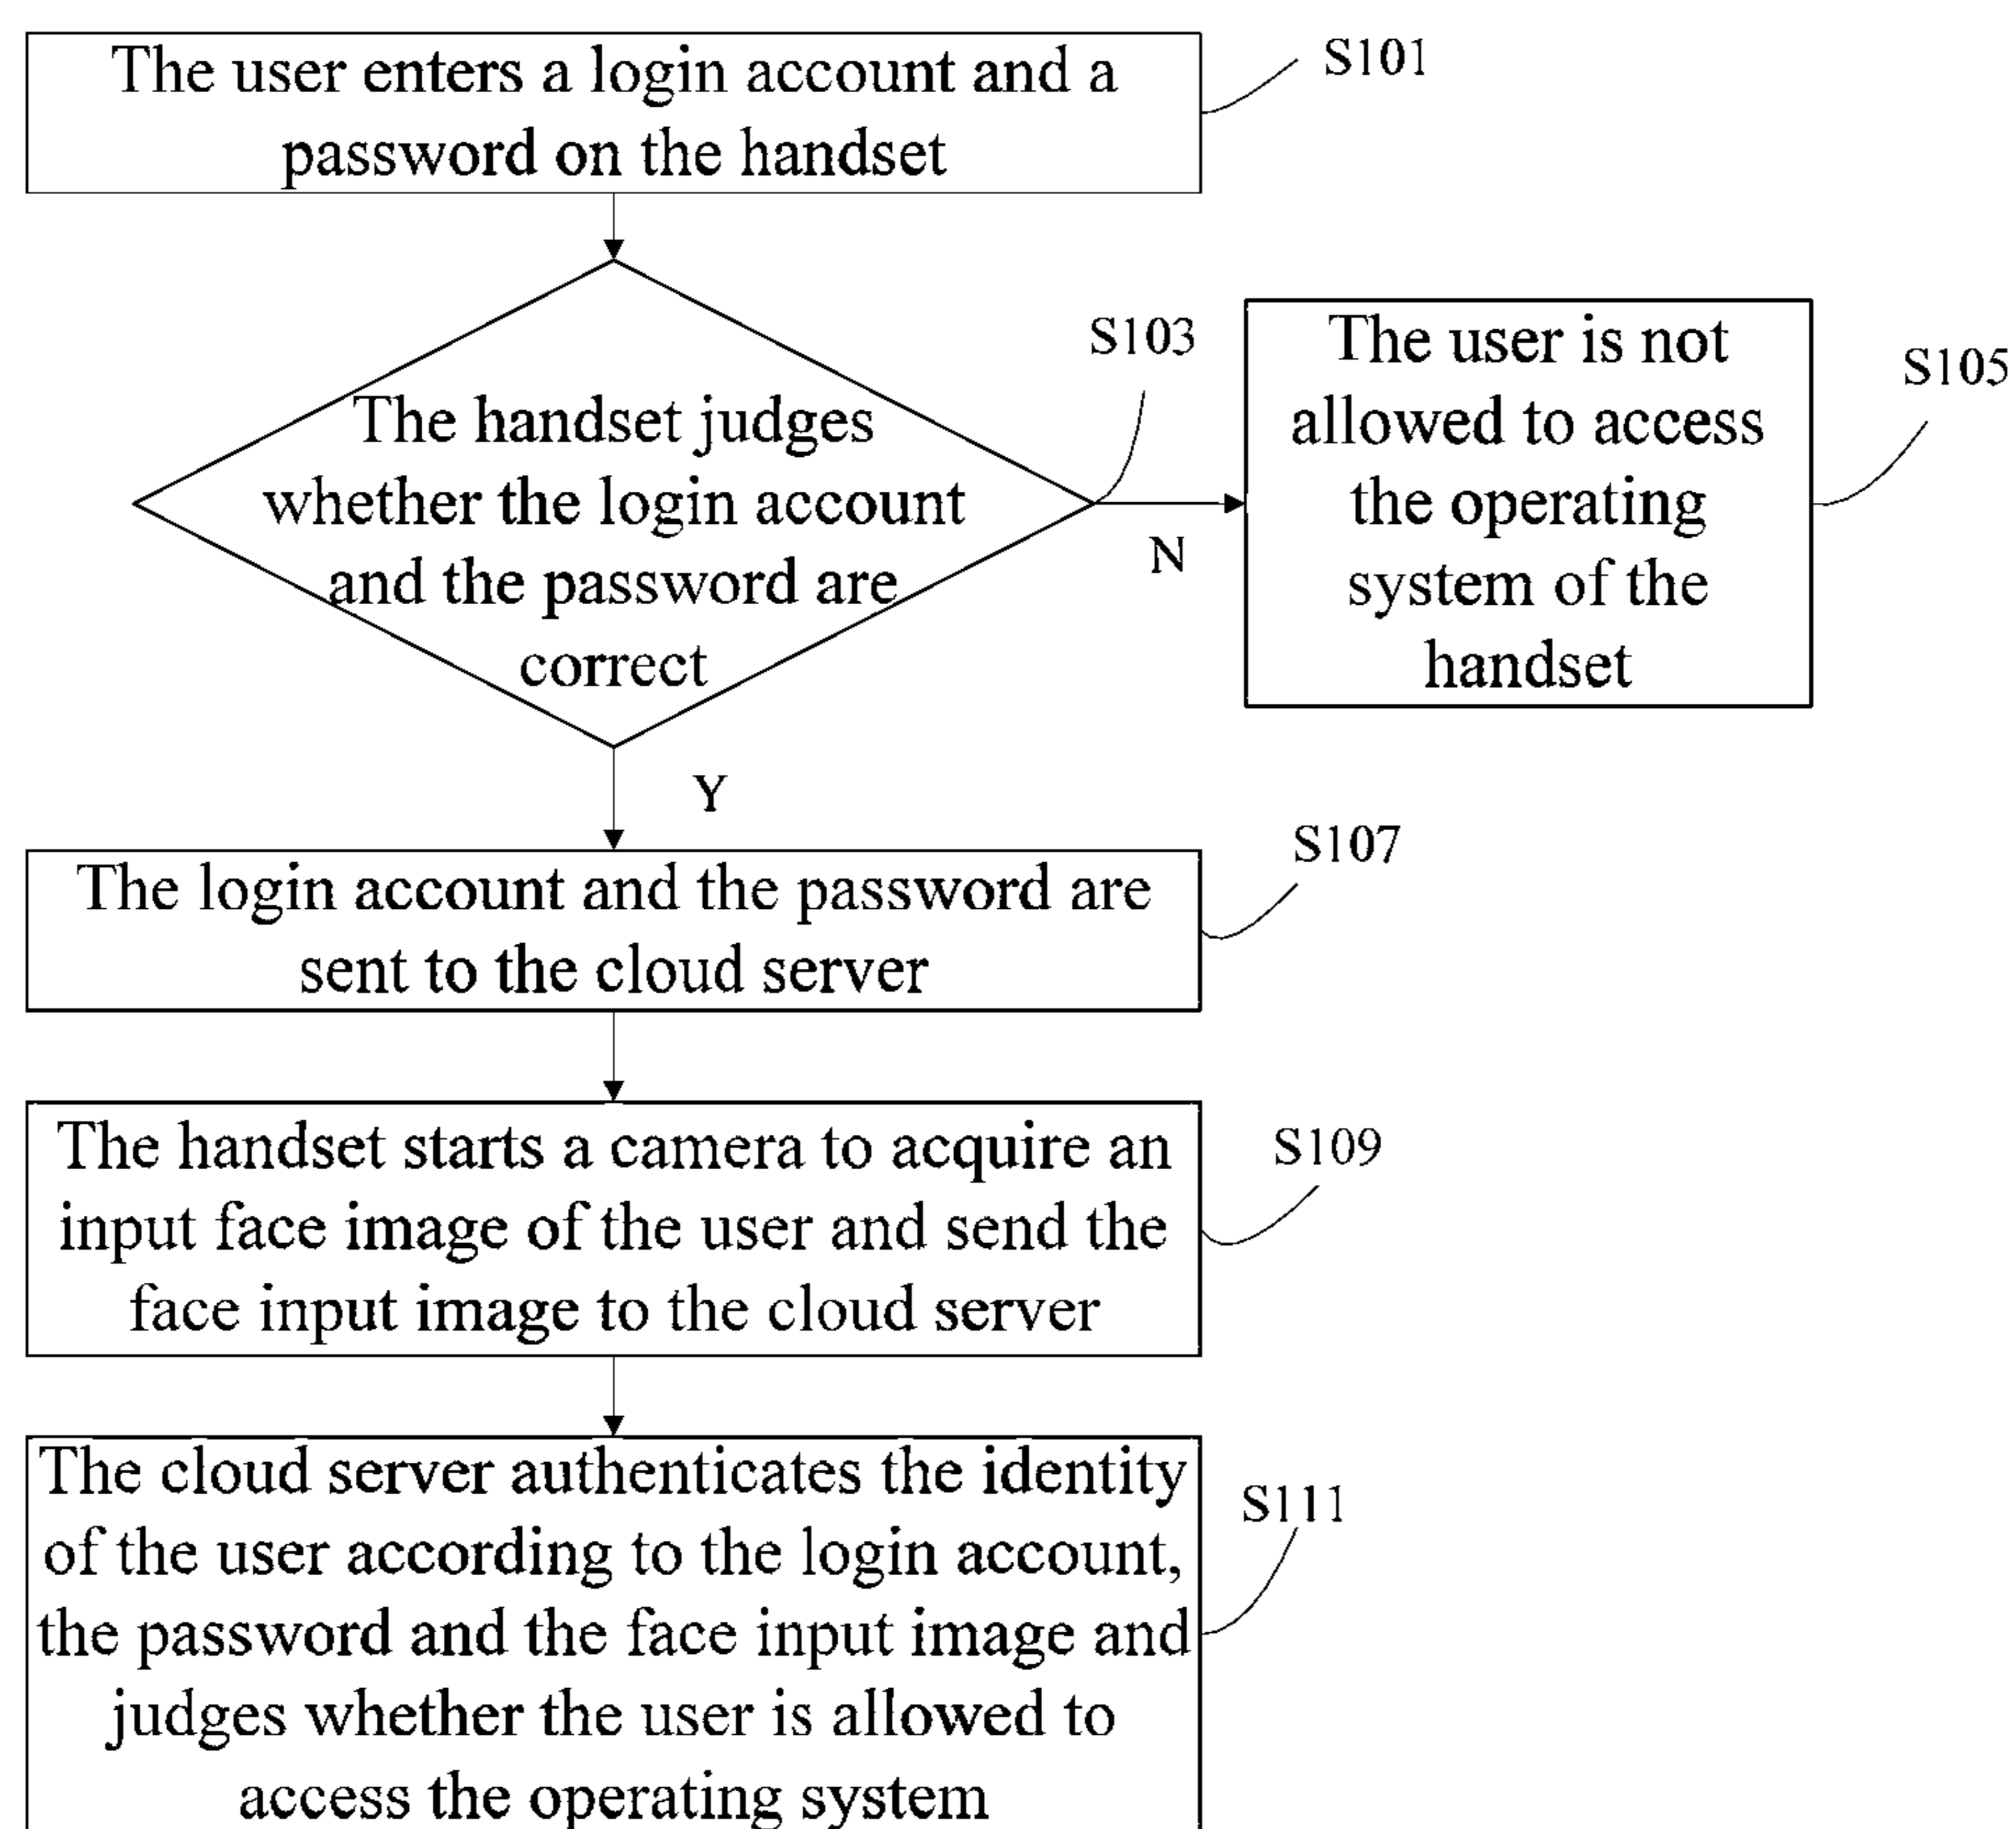 The user enters a login account and a
password on the handset
S101
The handset judges
whether the login account
and the password are
correct
S103
N
The user is not
allowed to access
the operating
system of the
handset
S105
Y
The login account and the password are
sent to the cloud server
S107
The handset starts a camera to acquire an
input face image of the user and send the
face input image to the cloud server
S109
The cloud server authenticates the identity
of the user according to the login account,
the password and the face input image and
judges whether the user is allowed to
access the operating system
S111